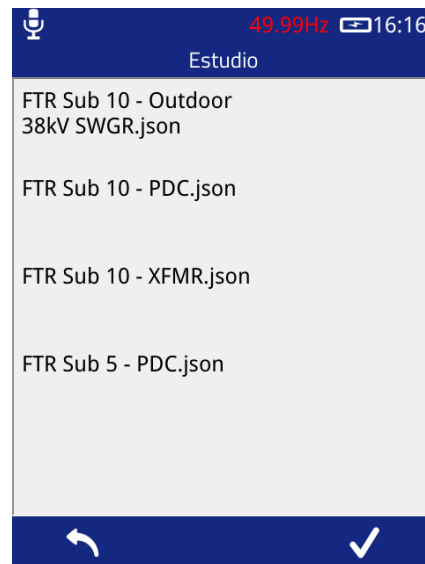 49.99Hz 16:16
Estudio
FTR Sub 10 - Outdoor
38kV SWGR.json
FTR Sub 10 - PDC.json
FTR Sub 10 - XFMR.json
FTR Sub 5 - PDC.json